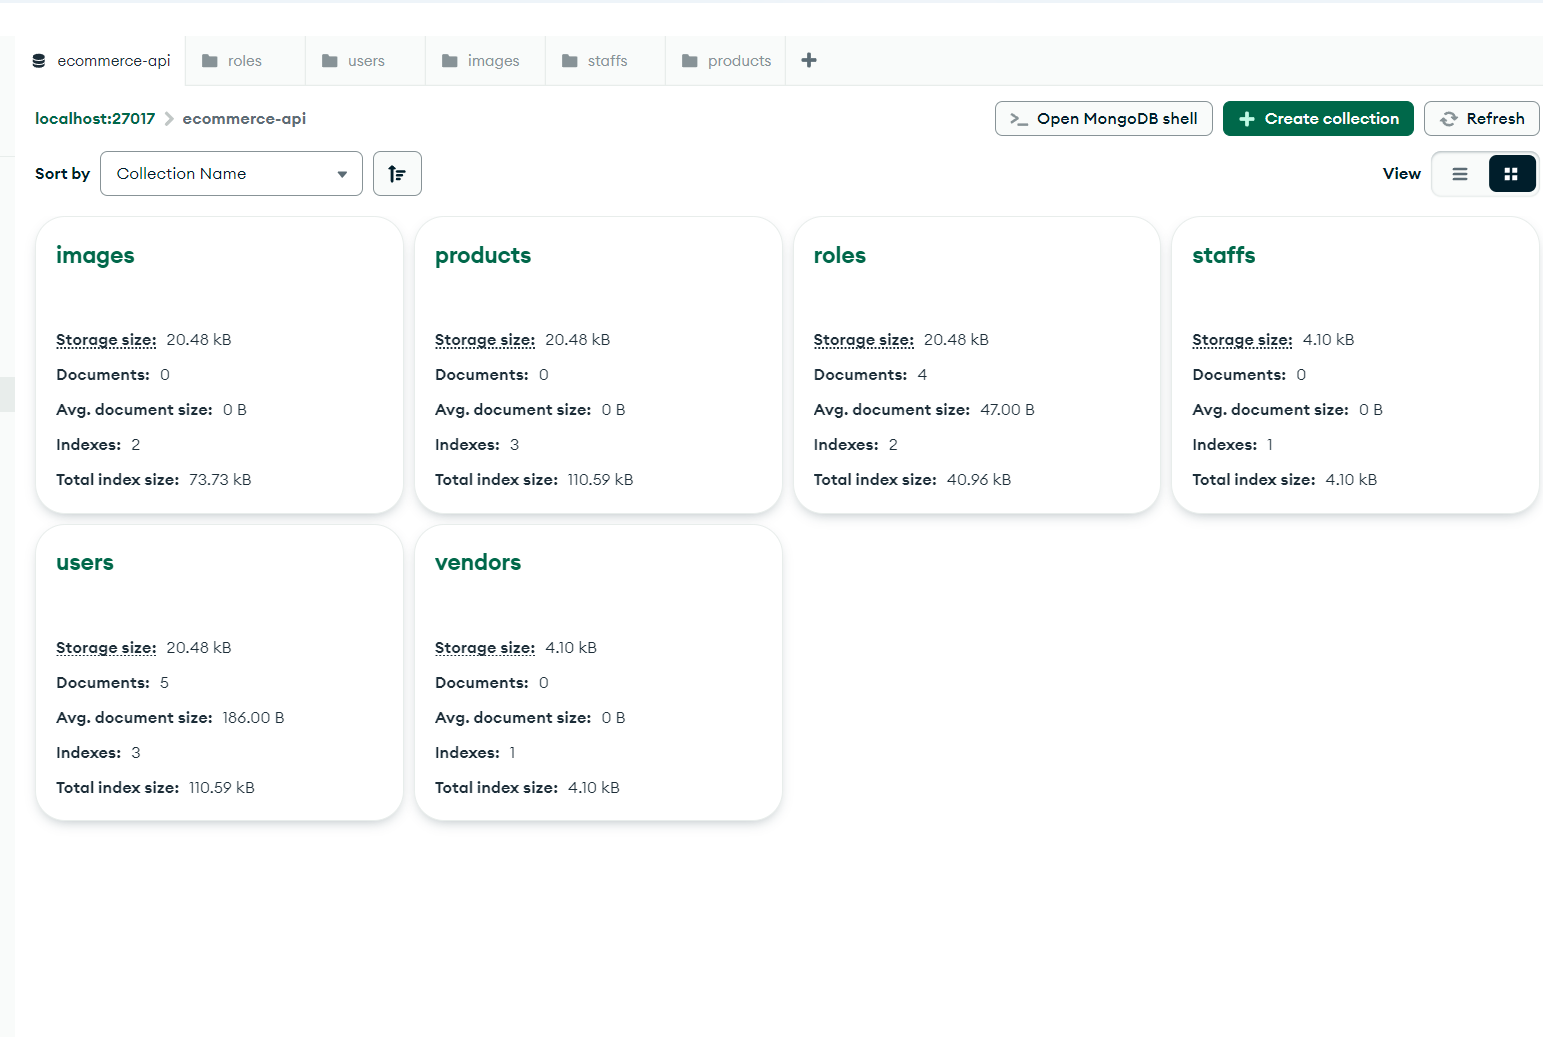 ecommerce-api roles users images staffs products
localhost:27017 ecommerce-api Open MongoDB shell Create collection Refresh
Sort by Collection Name View
images
Storage size: 20.48 kB
Documents: 0
Avg. document size: 0 B
Indexes: 2
Total index size: 73.73 kB
products
Storage size: 20.48 kB
Documents: 0
Avg. document size: 0 B
Indexes: 3
Total index size: 110.59 kB
roles
Storage size: 20.48 kB
Documents: 4
Avg. document size: 47.00 B
Indexes: 2
Total index size: 40.96 kB
staffs
Storage size: 4.10 kB
Documents: 0
Avg. document size: 0 B
Indexes: 1
Total index size: 4.10 kB
users
Storage size: 20.48 kB
Documents: 5
Avg. document size: 186.00 B
Indexes: 3
Total index size: 110.59 kB
vendors
Storage size: 4.10 kB
Documents: 0
Avg. document size: 0 B
Indexes: 1
Total index size: 4.10 kB